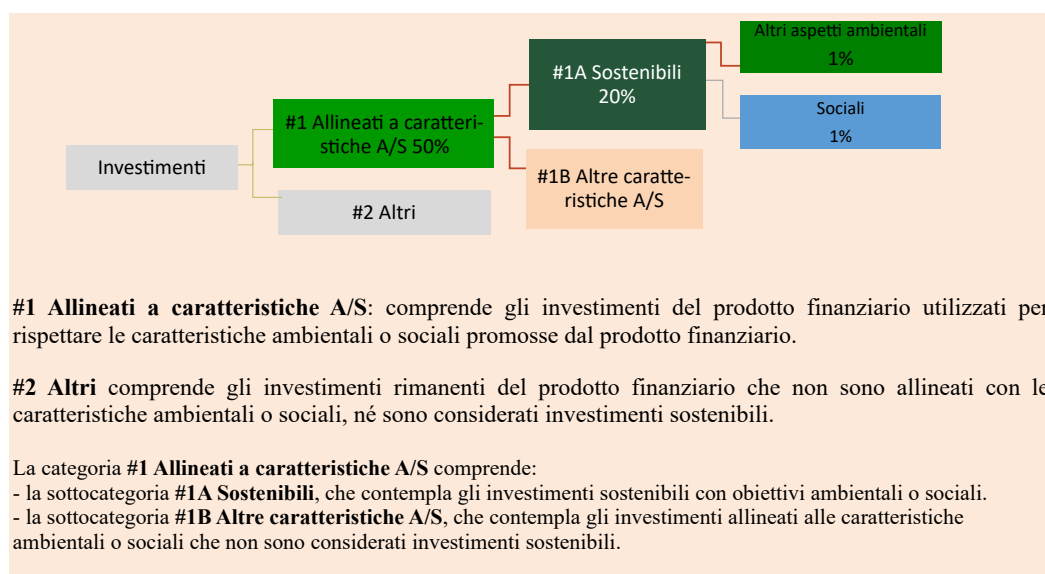 Altri aspetti ambientali
1%
#1A Sostenibili
20%
Sociali
1%
#1 Allineati a caratteri-
stiche A/S 50%
Investimenti
#1B Altre caratte-
ristiche A/S
#2 Altri
#1 Allineati a caratteristiche A/S: comprende gli investimenti del prodotto finanziario utilizzati per
rispettare le caratteristiche ambientali o sociali promosse dal prodotto finanziario.
#2 Altri comprende gli investimenti rimanenti del prodotto finanziario che non sono allineati con le
caratteristiche ambientali o sociali, né sono considerati investimenti sostenibili.
La categoria #1 Allineati a caratteristiche A/S comprende:
- la sottocategoria #1A Sostenibili, che contempla gli investimenti sostenibili con obiettivi ambientali o sociali.
- la sottocategoria #1B Altre caratteristiche A/S, che contempla gli investimenti allineati alle caratteristiche
ambientali o sociali che non sono considerati investimenti sostenibili.